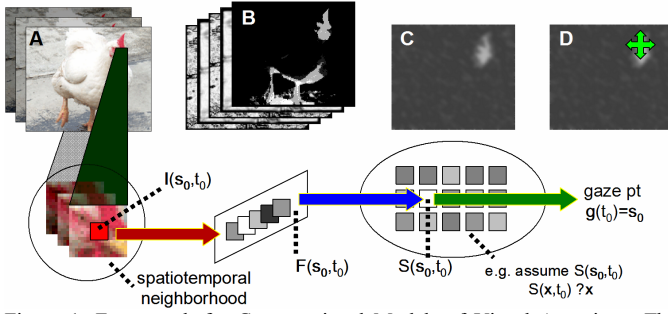 A
B
C
D
I(s₀,t₀)
gaze pt
g(t₀)=s₀
F(s₀,t₀)
S(s₀,t₀)
e.g. assume S(s₀,t₀)
S(x,t₀) ?x
spatiotemporal
neighborhood